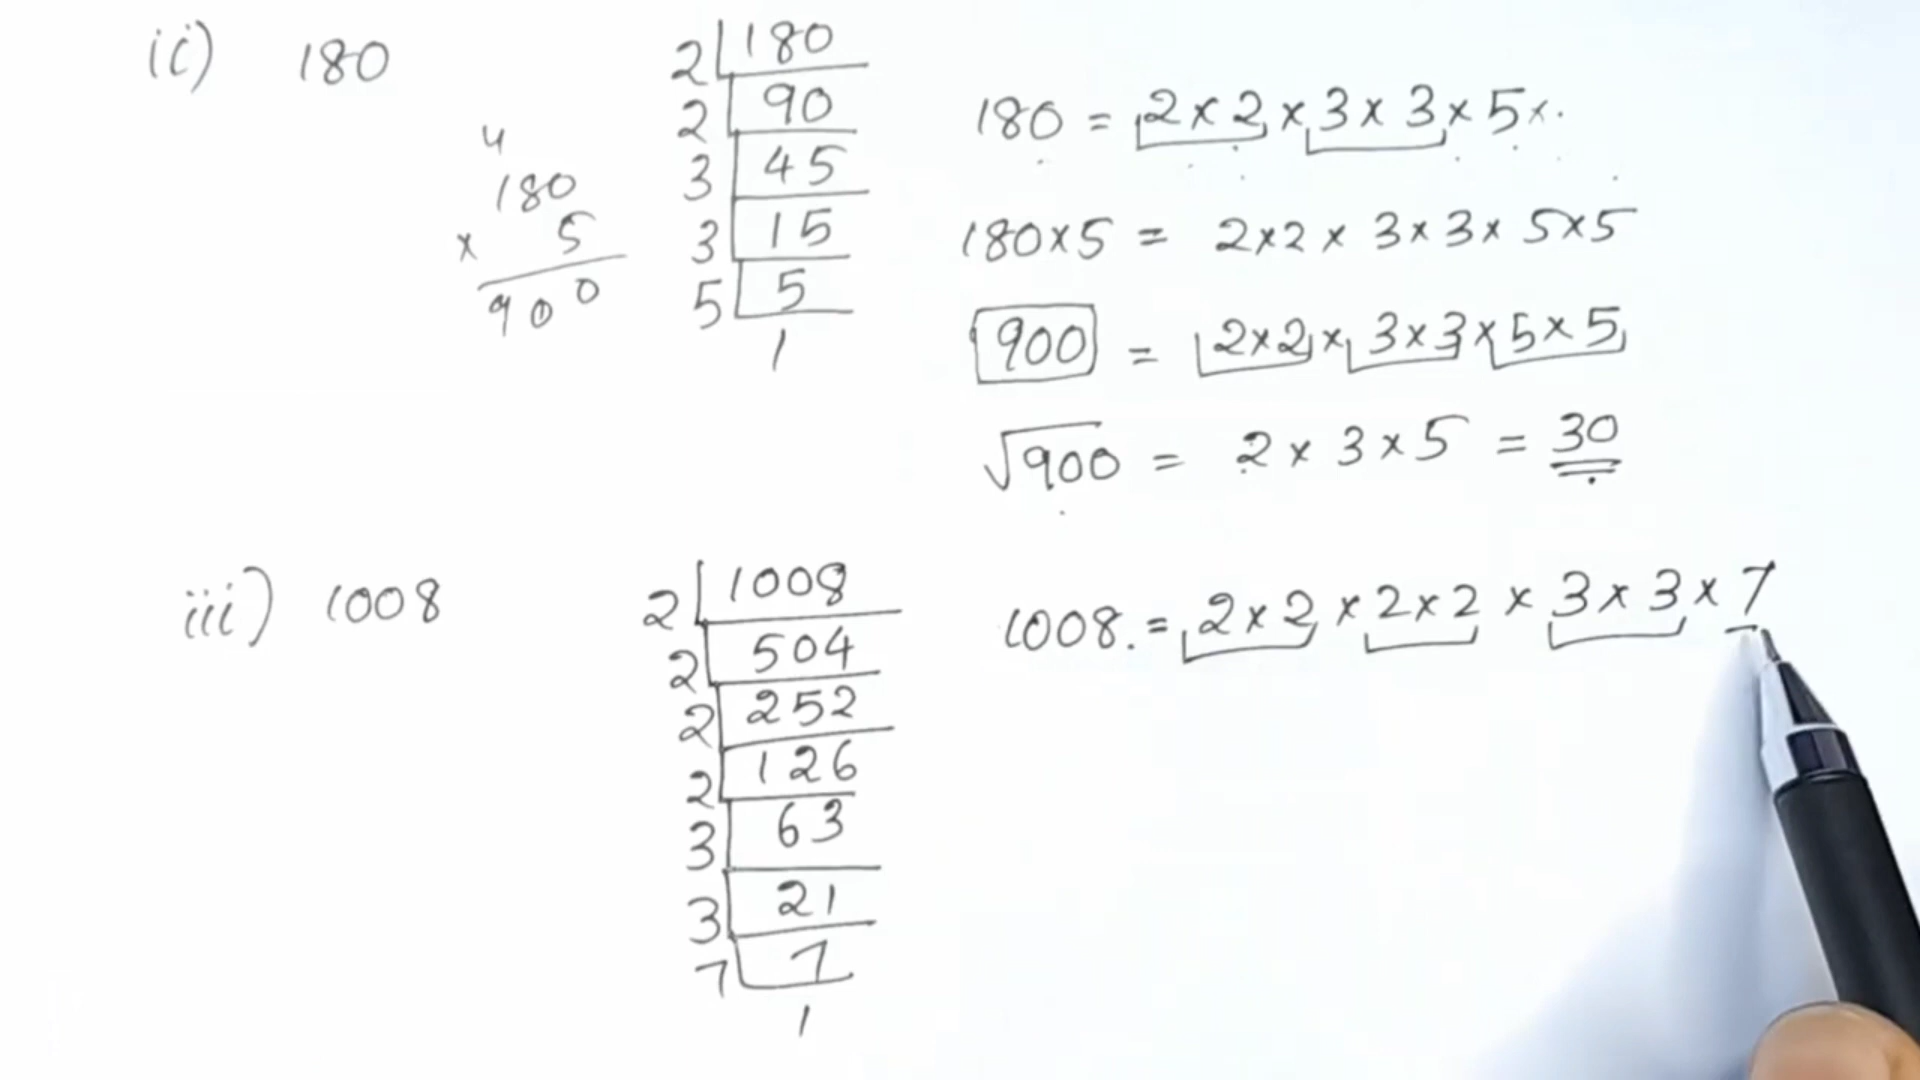 ii) 180
4
180
× 5
900
2 180
2 90
3 45
3 15
5 5
1
180 = 2 × 2 × 3 × 3 × 5 ×
180×5 = 2×2 × 3×3× 5×5
900 = 2×2 × 3×3 × 5×5
√900 = 2 × 3 × 5 = 30
iii) 1008
2 1008
2 504
2 252
2 126
3 63
3 21
7 7
1
1008. = 2×2 × 2×2 × 3×3 × 7